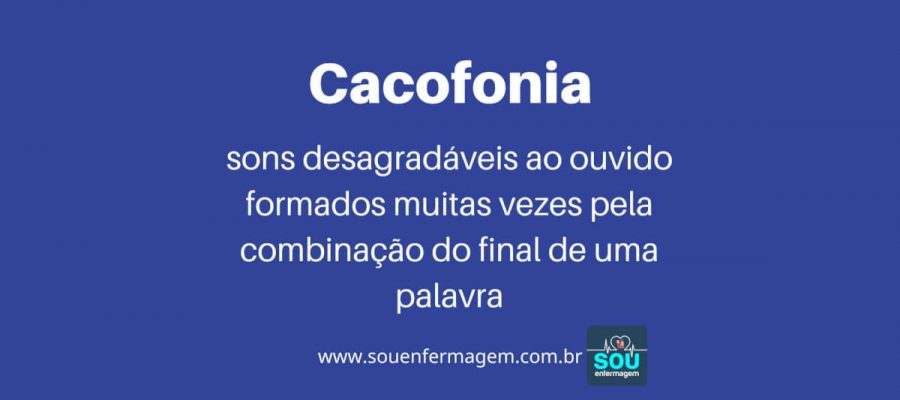 Cacofonia
sons desagradáveis ao ouvido
formados muitas vezes pela
combinação do final de uma
palavra
www.souenfermagem.com.br
SOU
enfermagem